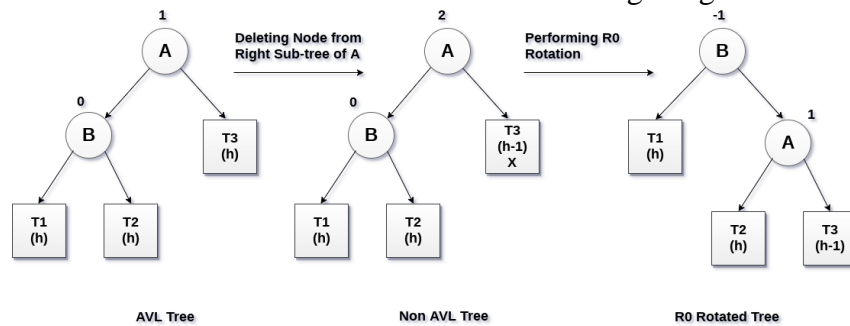 1
A
0
B
T3
(h)
T1
(h)
T2
(h)
AVL Tree
Deleting Node from
Right Sub-tree of A
2
A
0
B
T3
(h-1)
X
T1
(h)
T2
(h)
Non AVL Tree
Performing R0
Rotation
-1
B
T1
(h)
1
A
T2
(h)
T3
(h-1)
R0 Rotated Tree